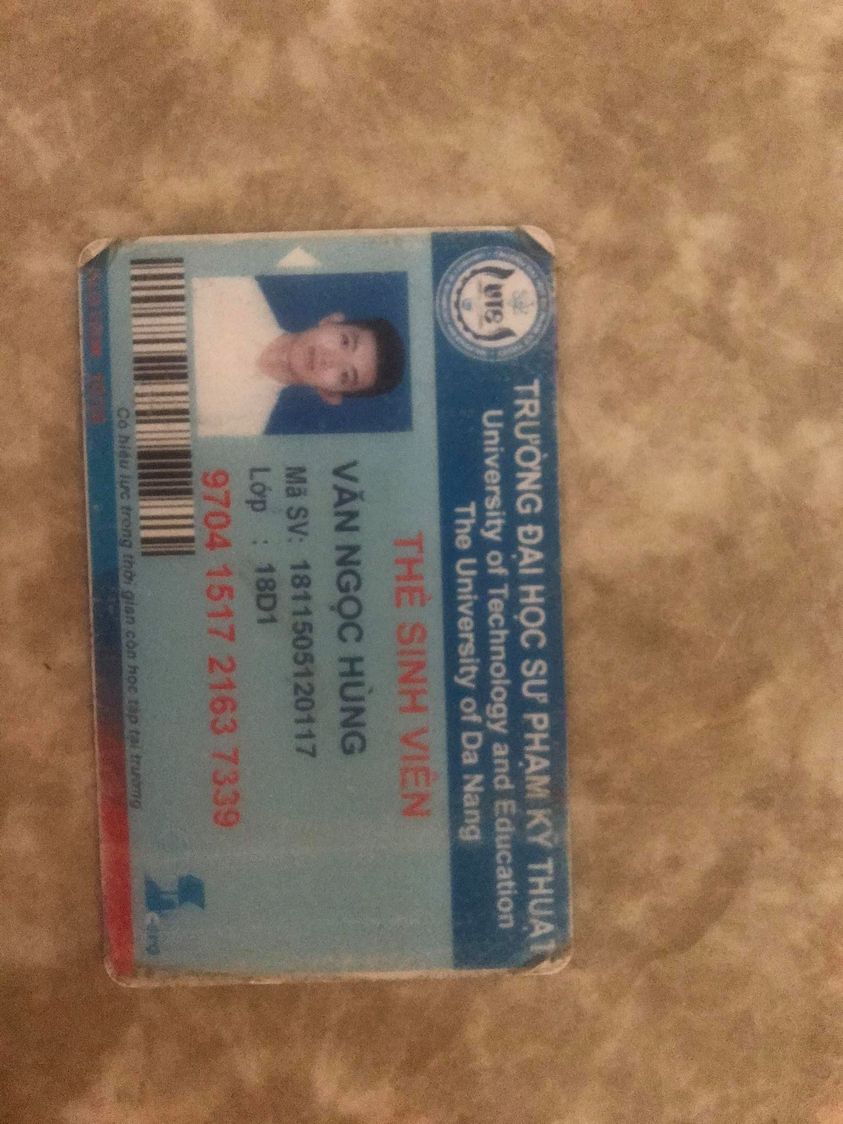 TRƯỜNG ĐẠI HỌC SƯ PHẠM KỸ THUẬT
University of Technology and Education
The University of Da Nang
THẺ SINH VIÊN
VĂN NGỌC HÙNG
Mã SV: 1811505120117
Lớp : 18D1
9704 1517 2163 7339
Có hiệu lực trong thời gian còn học tập tại trường